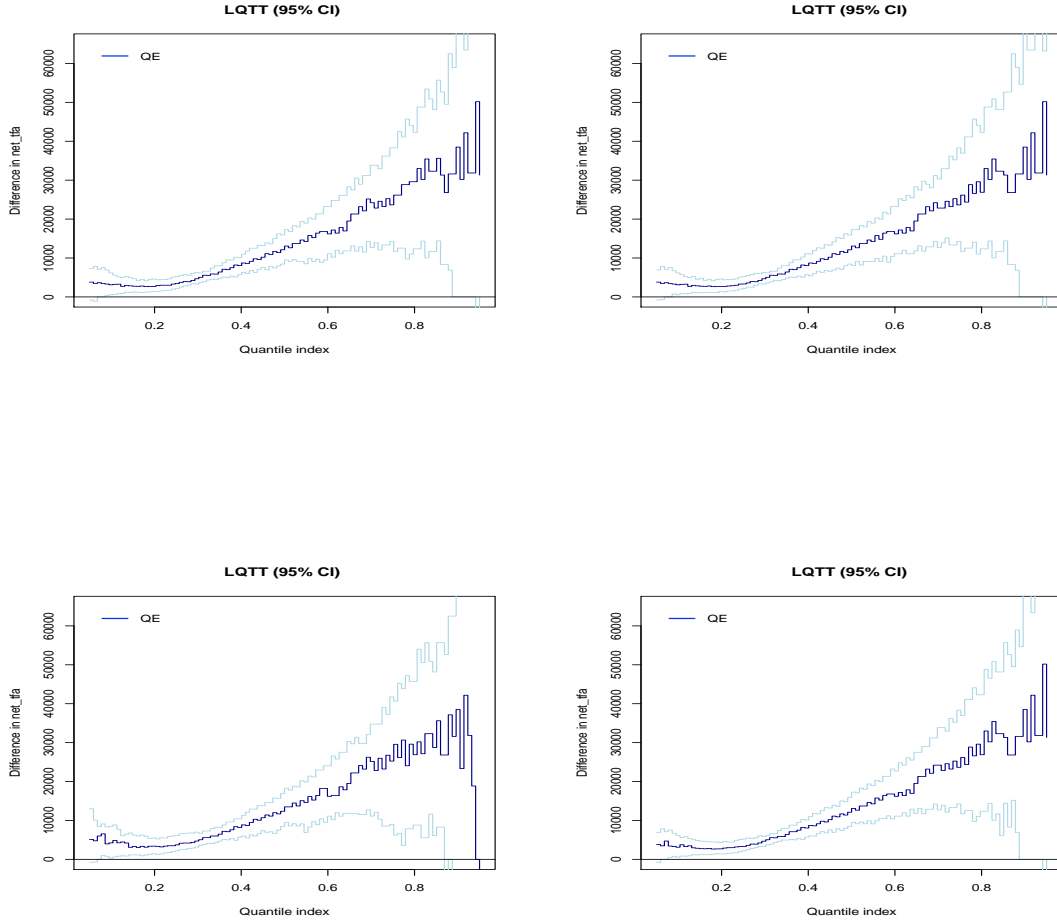 LQTT (95% CI)
QE
Difference in net_tfa
0 10000 20000 30000 40000 50000 60000
0.2 0.4 0.6 0.8
Quantile index
LQTT (95% CI)
QE
Difference in net_tfa
0 10000 20000 30000 40000 50000 60000
0.2 0.4 0.6 0.8
Quantile index
LQTT (95% CI)
QE
Difference in net_tfa
0 10000 20000 30000 40000 50000 60000
0.2 0.4 0.6 0.8
Quantile index
LQTT (95% CI)
QE
Difference in net_tfa
0 10000 20000 30000 40000 50000 60000
0.2 0.4 0.6 0.8
Quantile index